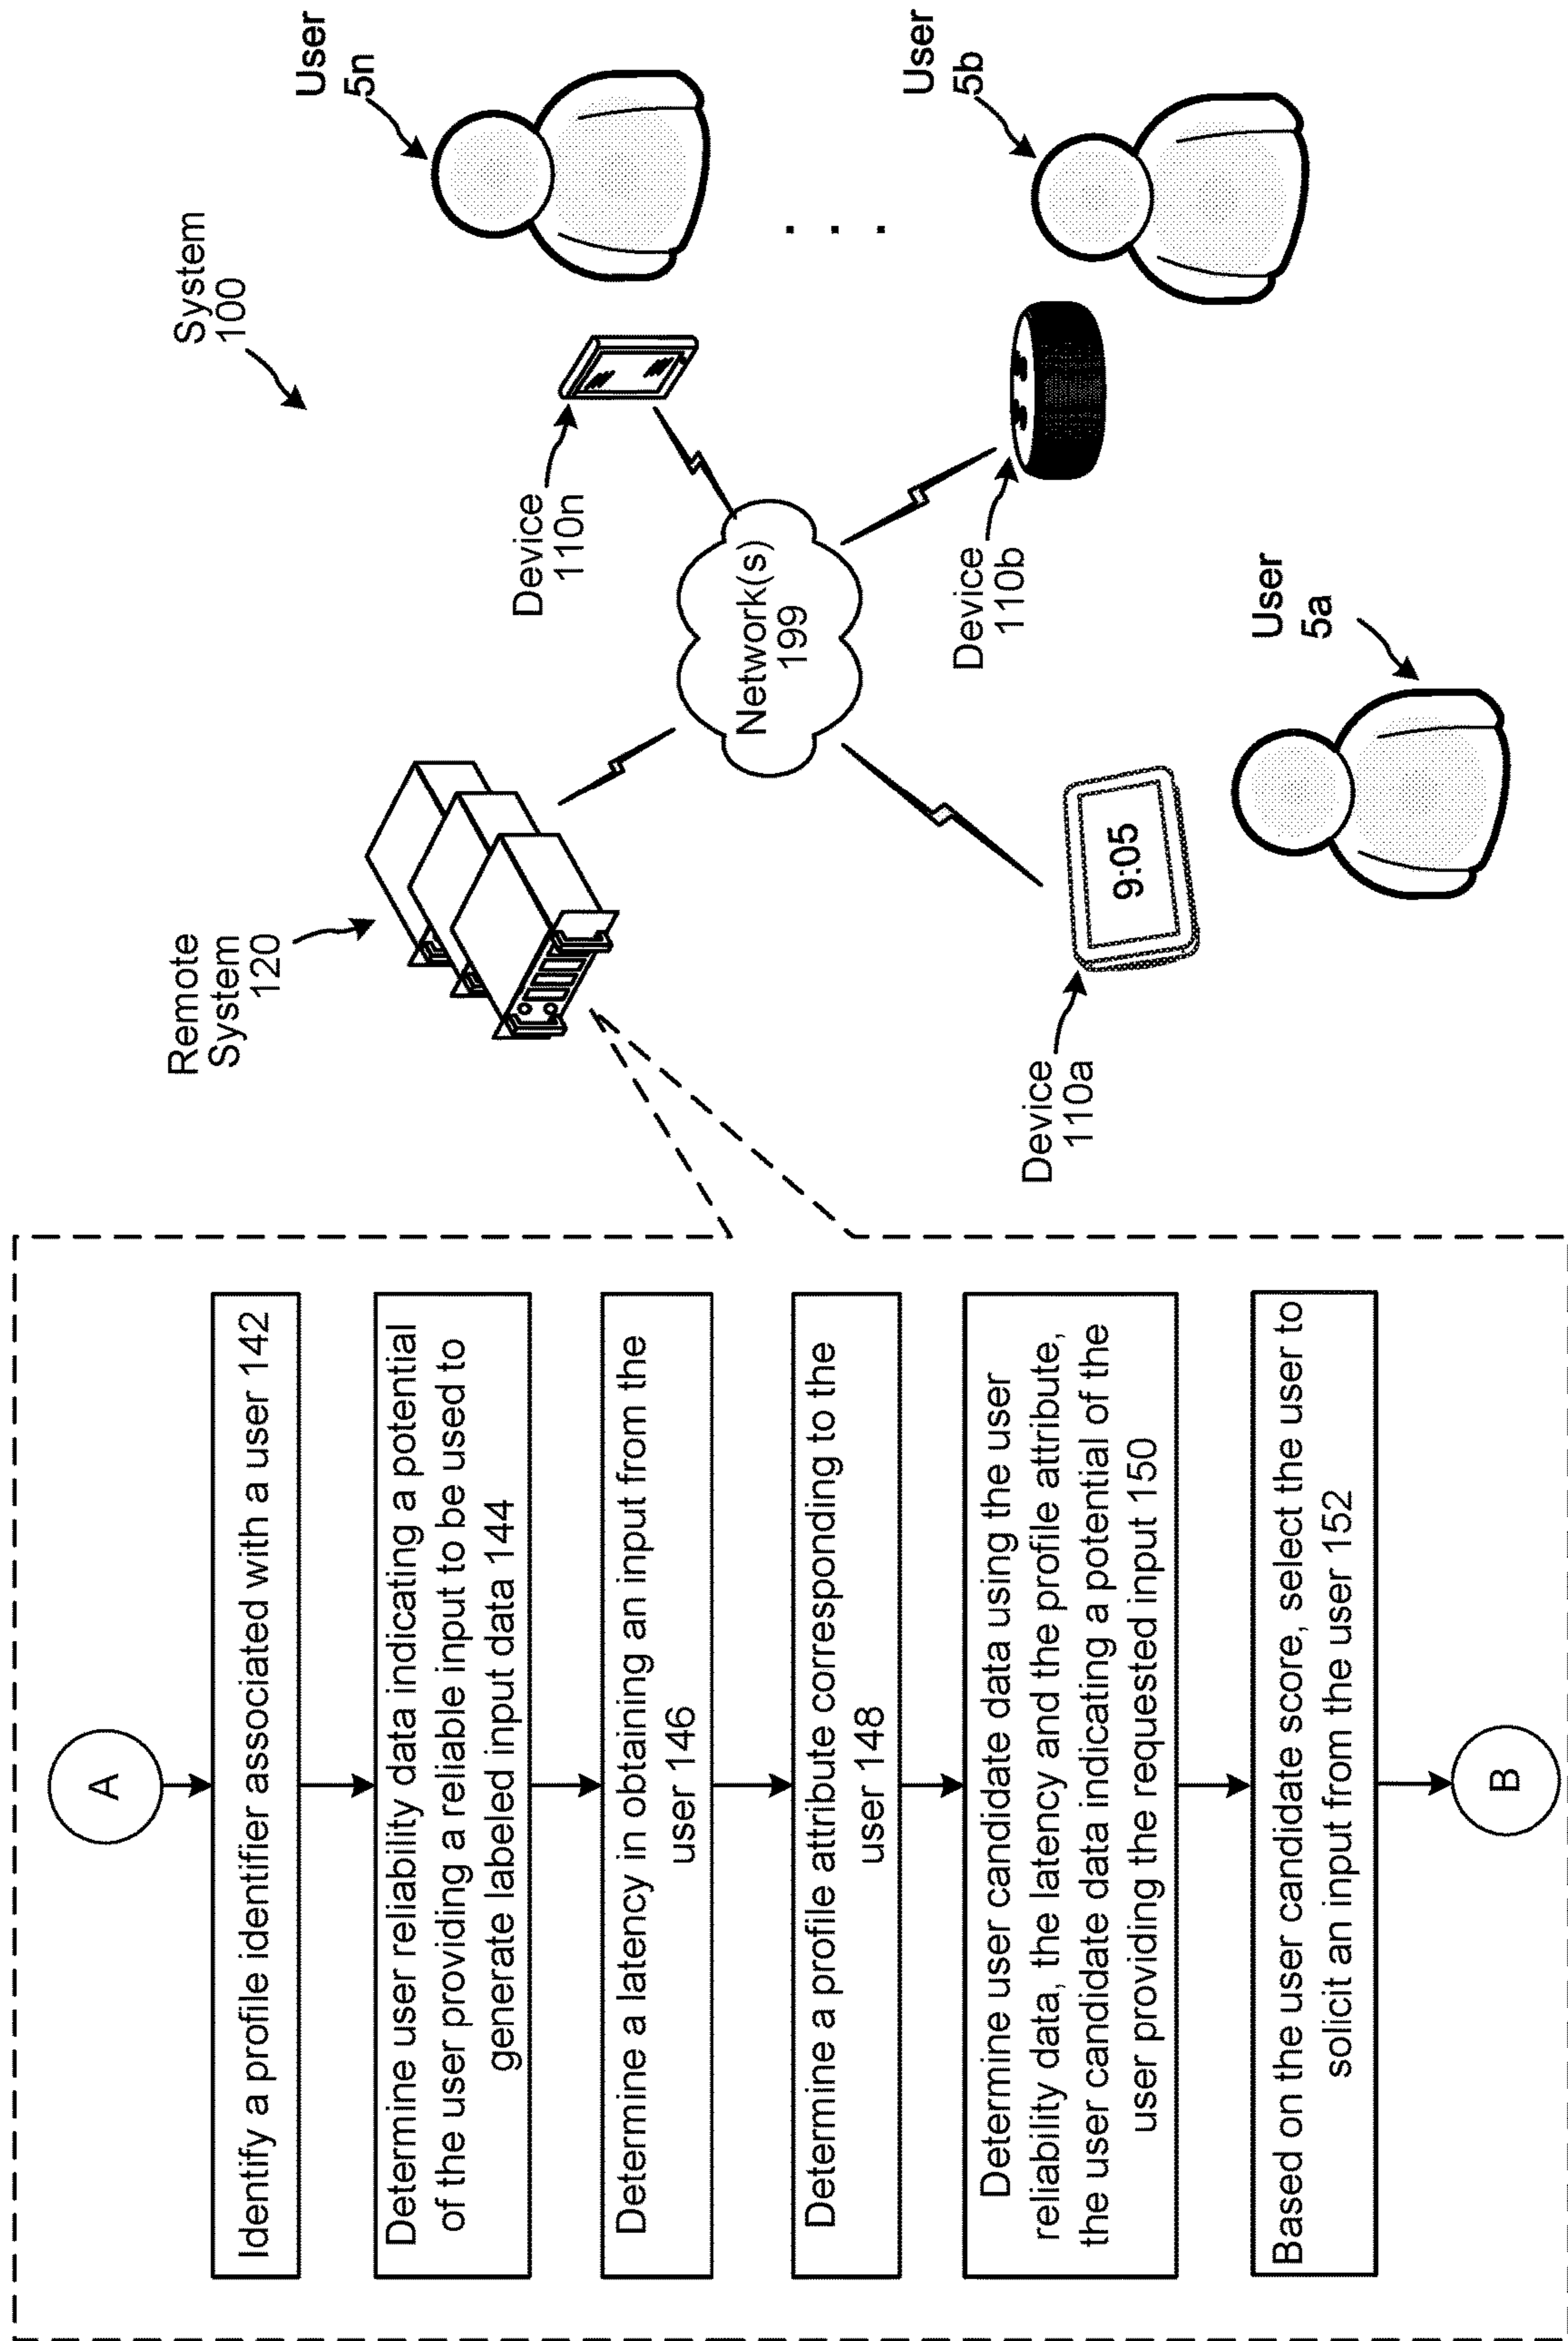 System
100
Remote
System
120
User
5n
Device
110n
Network(s)
199
User
5b
Device
110b
User
5a
Device
110a
9:05
A
Identify a profile identifier associated with a user 142
Determine user reliability data indicating a potential
of the user providing a reliable input to be used to
generate labeled input data 144
Determine a latency in obtaining an input from the
user 146
Determine a profile attribute corresponding to the
user 148
Determine user candidate data using the user
reliability data, the latency and the profile attribute,
the user candidate data indicating a potential of the
user providing the requested input 150
Based on the user candidate score, select the user to
solicit an input from the user 152
B